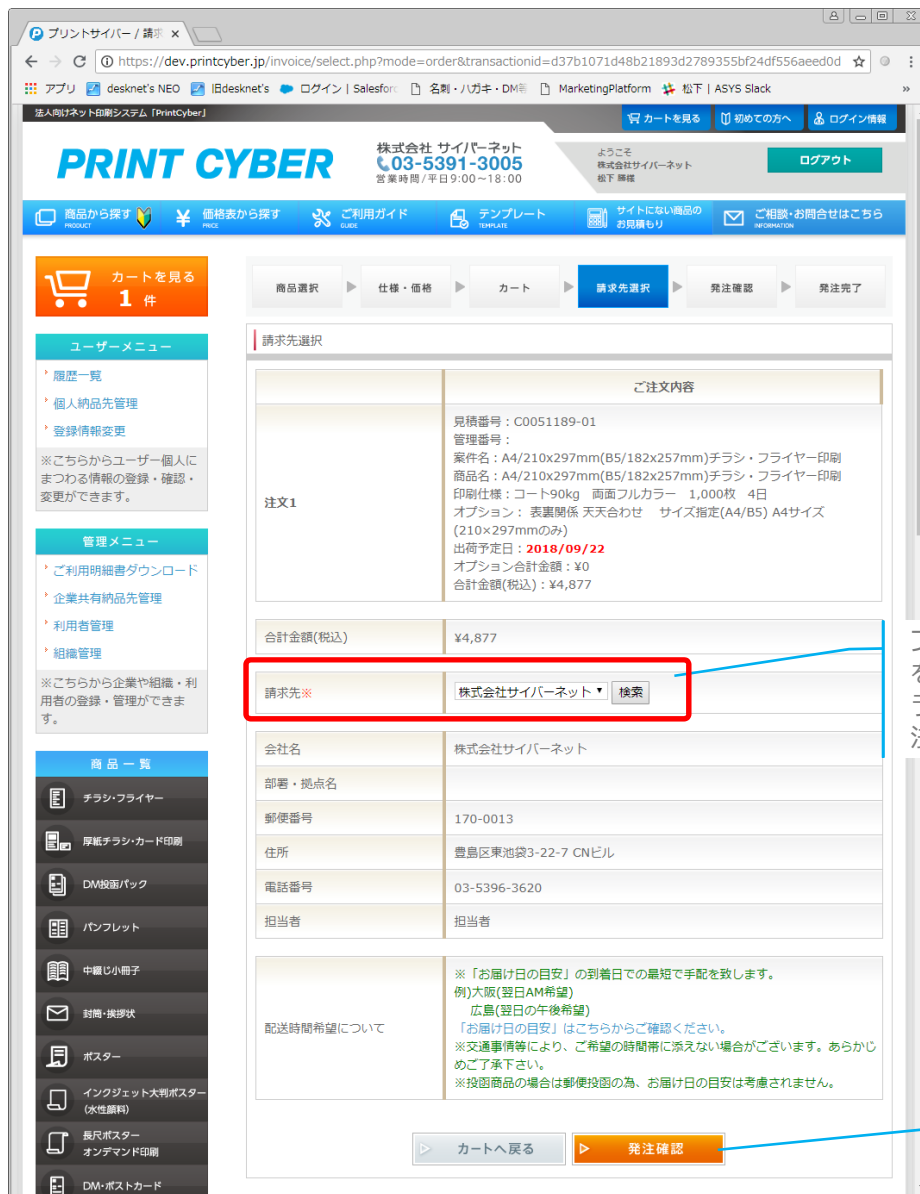 プリントサイバー / 請求
https://dev.printcyber.jp/invoice/select.php?mode=order&transactionid=d37b1071d48b21893d2789355bf24df556aeed0d
アプリ desknet's NEO 旧desknet's ログイン | Salesforc 名刺・ハガキ・DM等 MarketingPlatform 松下 | ASYS Slack »
法人向けネット印刷システム「PrintCyber」
カートを見る 初めての方へ ログイン情報
PRINT CYBER
株式会社 サイバーネット
03-5391-3005
営業時間/平日9:00～18:00
ようこそ
株式会社サイバーネット
松下 勝様
ログアウト
商品から探す PRODUCT
価格表から探す PRICE
ご利用ガイド GUIDE
テンプレート TEMPLATE
サイトにない商品の
お見積もり
ご相談・お問合せはこちら INFORMATION
カートを見る
1 件
商品選択 仕様・価格 カート 請求先選択 発注確認 発注完了
ユーザーメニュー
履歴一覧
個人納品先管理
登録情報変更
※こちらからユーザー個人に
まつわる情報の登録・確認・
変更ができます。
管理メニュー
ご利用明細書ダウンロード
企業共有納品先管理
利用者管理
組織管理
※こちらから企業や組織・利
用者の登録・管理ができま
す。
商品一覧
チラシ・フライヤー
厚紙チラシ・カード印刷
DM投函パック
パンフレット
中綴じ小冊子
封筒・挨拶状
ポスター
インクジェット大判ポスター
(水性顔料)
長尺ポスター
オンデマンド印刷
DM・ポストカード
請求先選択
ご注文内容
注文1
見積番号：C0051189-01
管理番号：
案件名：A4/210x297mm(B5/182x257mm)チラシ・フライヤー印刷
商品名：A4/210x297mm(B5/182x257mm)チラシ・フライヤー印刷
印刷仕様：コート90kg 両面フルカラー 1,000枚 4日
オプション： 表裏関係 天天合わせ サイズ指定(A4/B5) A4サイズ
(210×297mmのみ)
出荷予定日：2018/09/22
オプション合計金額：¥0
合計金額(税込)：¥4,877
合計金額(税込) ¥4,877
請求先※ 株式会社サイバーネット 検索
会社名 株式会社サイバーネット
部署・拠点名
郵便番号 170-0013
住所 豊島区東池袋3-22-7 CNビル
電話番号 03-5396-3620
担当者 担当者
配送時間希望について
※「お届け日の目安」の到着日での最短で手配を致します。
例)大阪(翌日AM希望)
広島(翌日の午後希望)
「お届け日の目安」はこちらからご確認ください。
※交通事情等により、ご希望の時間帯に添えない場合がございます。あらかじ
めご了承下さい。
※投函商品の場合は郵便投函の為、お届け日の目安は考慮されません。
カートへ戻る 発注確認